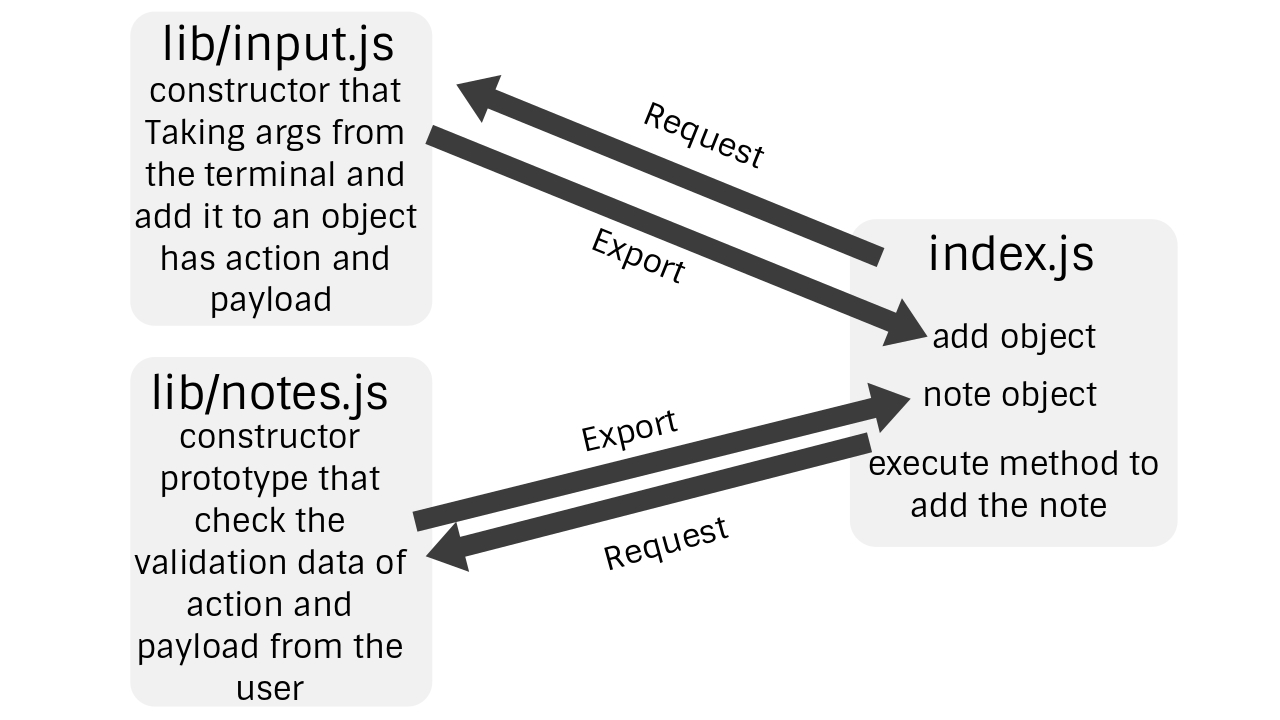 lib/input.js
constructor that
Taking args from
the terminal and
add it to an object
has action and
payload
Request
Export
index.js
add object
note object
execute method to
add the note
lib/notes.js
constructor
prototype that
check the
validation data of
action and
payload from the
user
Export
Request